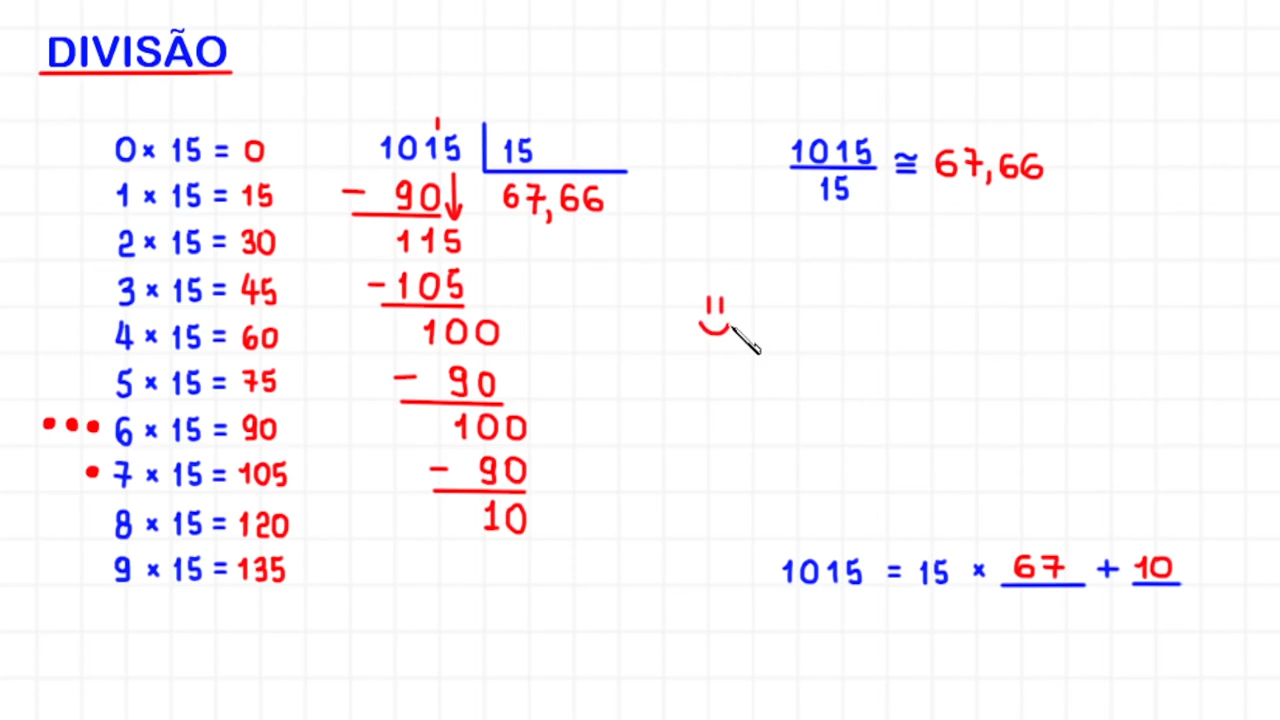 DIVISÃO
0 × 15 = 0
1 × 15 = 15
2 × 15 = 30
3 × 15 = 45
4 × 15 = 60
5 × 15 = 75
6 × 15 = 90
7 × 15 = 105
8 × 15 = 120
9 × 15 = 135
1015 15
- 90 67,66
115
- 105
100
- 90
100
- 90
10
1015
≅ 67,66
15
1015 = 15 × 67 + 10